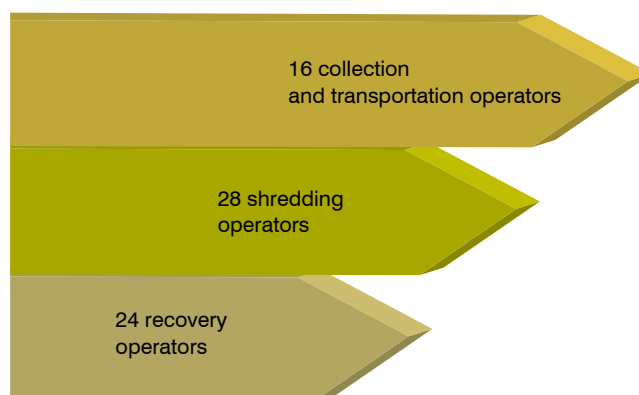 16 collection
and transportation operators
28 shredding
operators
24 recovery
operators